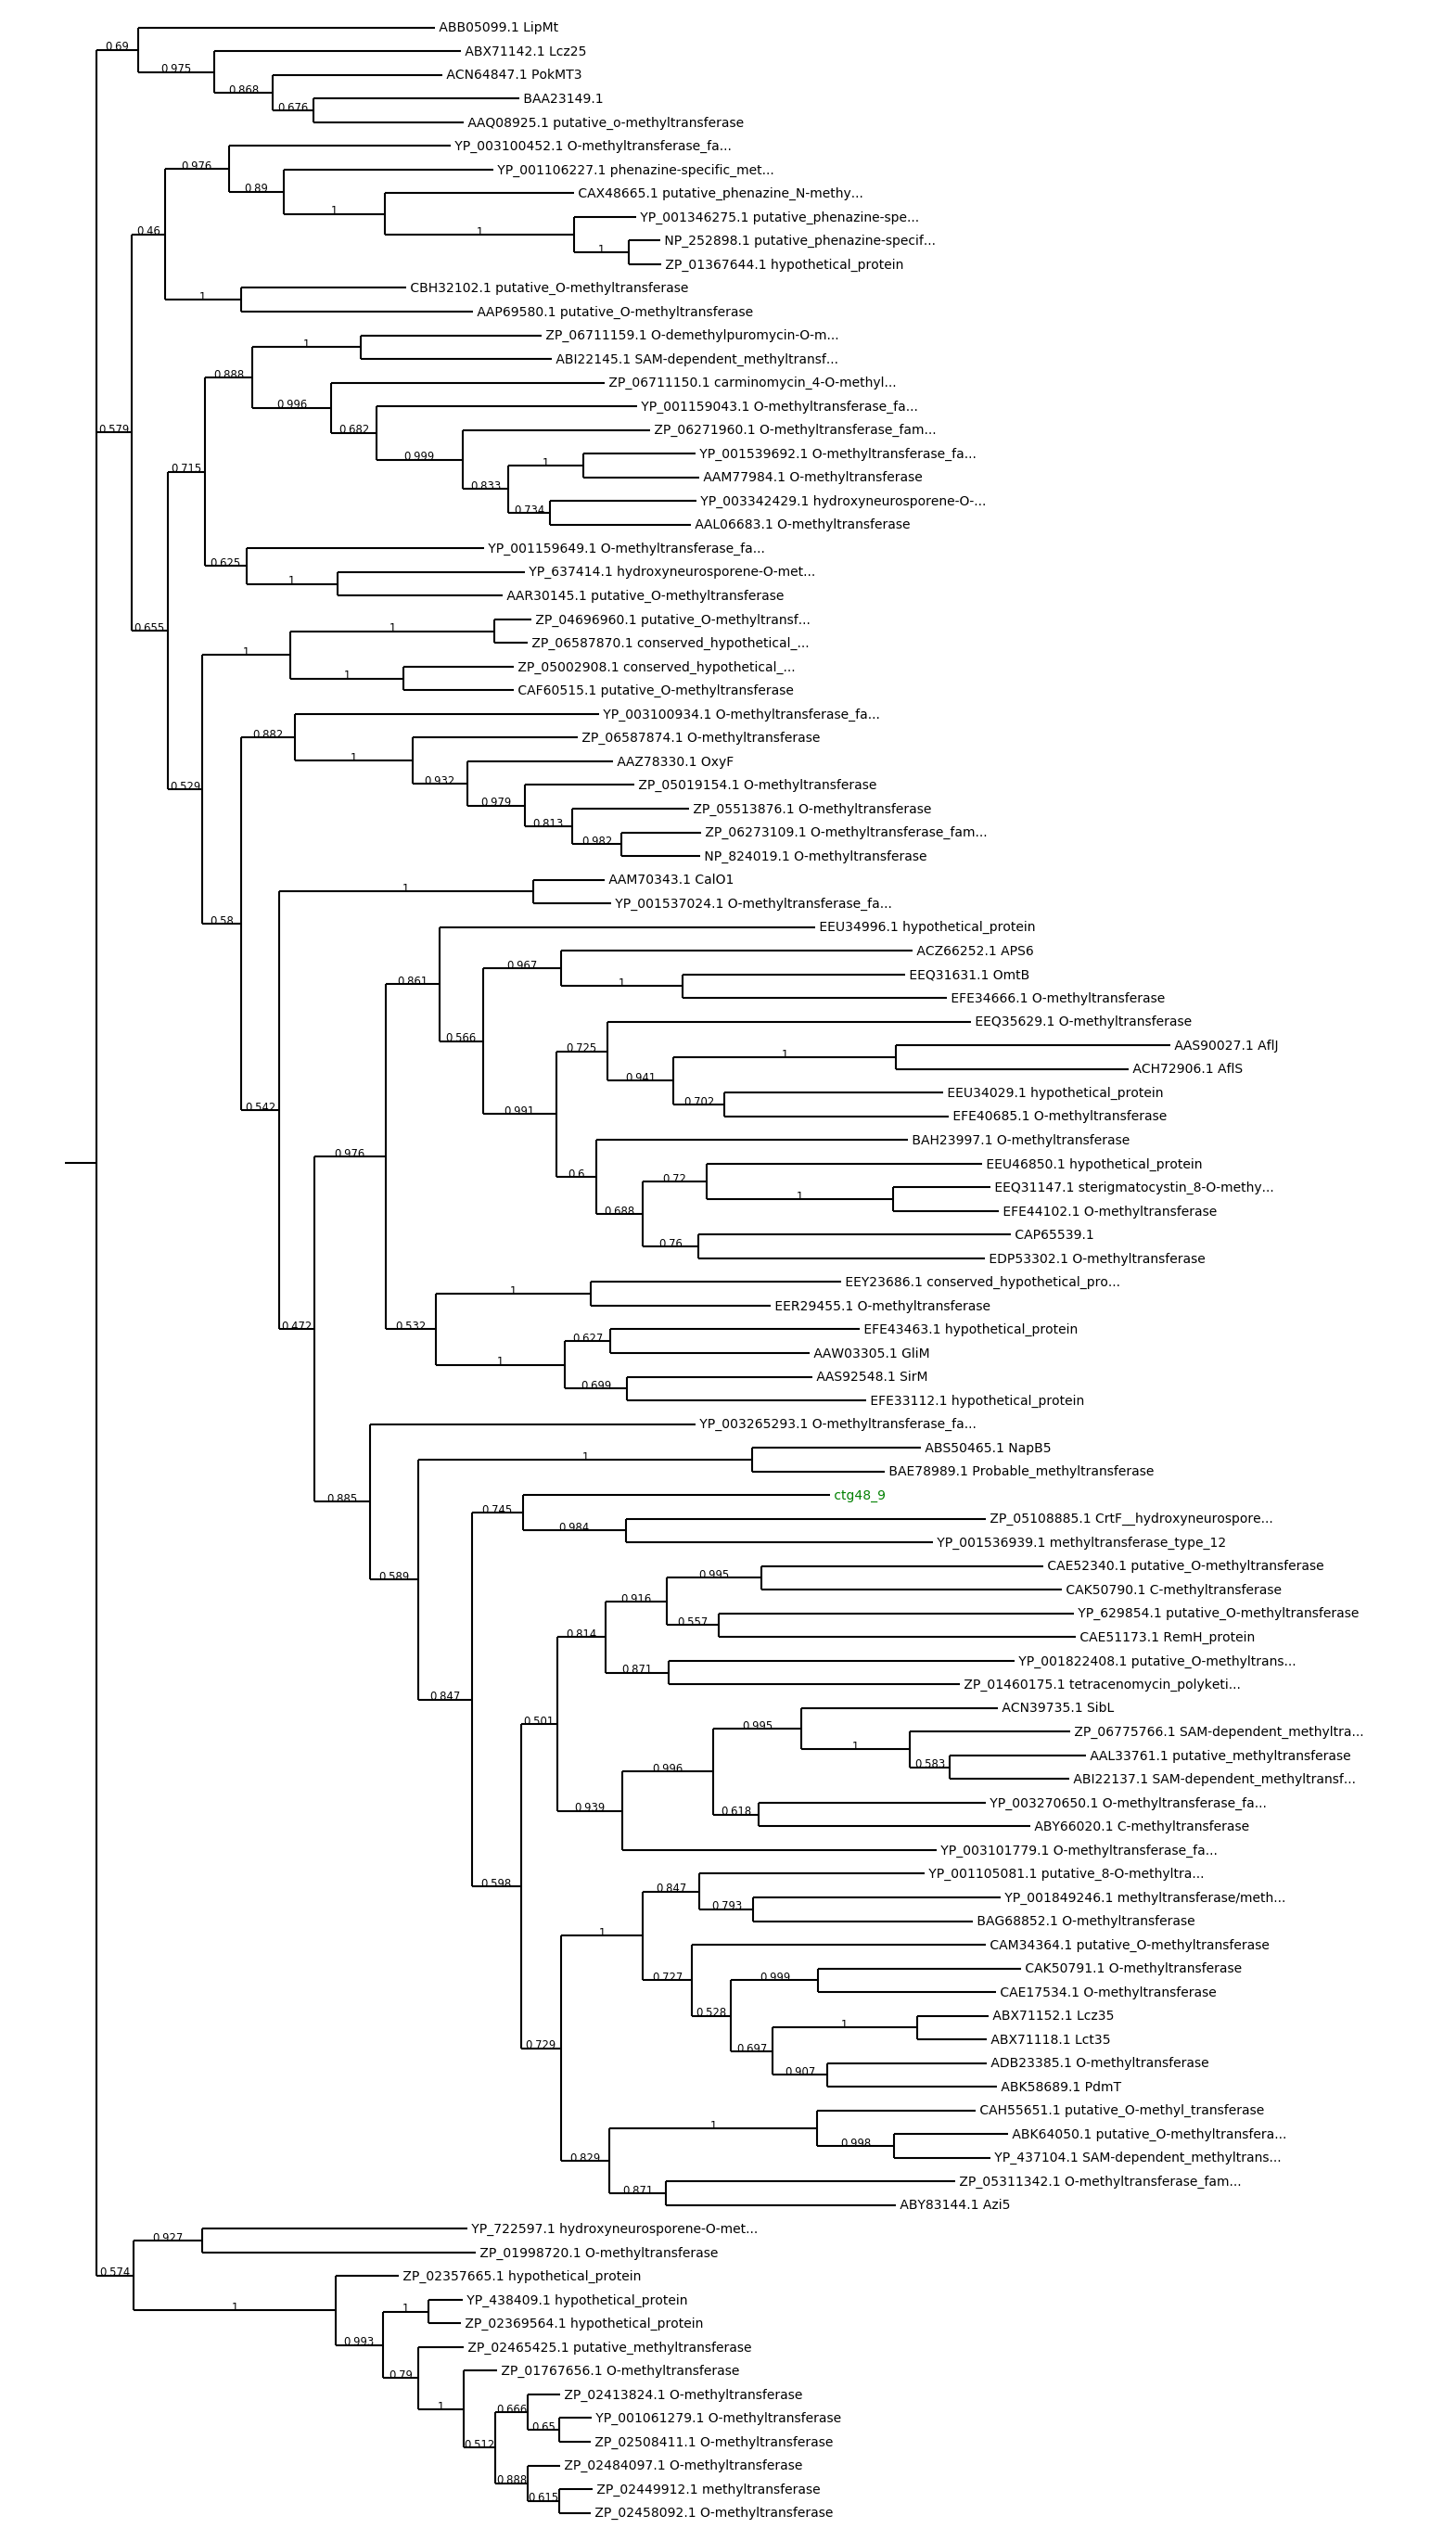 ABB05099.1 LipMt
0.69
ABX71142.1 Lcz25
0.975
ACN64847.1 PokMT3
0.868
BAA23149.1
0.676
AAQ08925.1 putative_o-methyltransferase
YP_003100452.1 O-methyltransferase_fa...
0.976
YP_001106227.1 phenazine-specific_met...
0.89
CAX48665.1 putative_phenazine_N-methy...
1
YP_001346275.1 putative_phenazine-spe...
0.46
1
NP_252898.1 putative_phenazine-specif...
1
ZP_01367644.1 hypothetical_protein
CBH32102.1 putative_O-methyltransferase
1
AAP69580.1 putative_O-methyltransferase
ZP_06711159.1 O-demethylpuromycin-O-m...
1
ABI22145.1 SAM-dependent_methyltransf...
0.888
ZP_06711150.1 carminomycin_4-O-methyl...
0.996
YP_001159043.1 O-methyltransferase_fa...
0.579
0.682
ZP_06271960.1 O-methyltransferase_fam...
0.999
YP_001539692.1 O-methyltransferase_fa...
1
0.715
AAM77984.1 O-methyltransferase
0.833
YP_003342429.1 hydroxyneurosporene-O-...
0.734
AAL06683.1 O-methyltransferase
YP_001159649.1 O-methyltransferase_fa...
0.625
YP_637414.1 hydroxyneurosporene-O-met...
1
AAR30145.1 putative_O-methyltransferase
ZP_04696960.1 putative_O-methyltransf...
0.655
1
ZP_06587870.1 conserved_hypothetical_...
1
ZP_05002908.1 conserved_hypothetical_...
1
CAF60515.1 putative_O-methyltransferase
YP_003100934.1 O-methyltransferase_fa...
0.882
ZP_06587874.1 O-methyltransferase
1
AAZ78330.1 OxyF
0.932
ZP_05019154.1 O-methyltransferase
0.529
0.979
ZP_05513876.1 O-methyltransferase
0.813
ZP_06273109.1 O-methyltransferase_fam...
0.982
NP_824019.1 O-methyltransferase
AAM70343.1 CalO1
1
YP_001537024.1 O-methyltransferase_fa...
0.58
EEU34996.1 hypothetical_protein
ACZ66252.1 APS6
0.967
EEQ31631.1 OmtB
0.861
1
EFE34666.1 O-methyltransferase
EEQ35629.1 O-methyltransferase
0.566
AAS90027.1 AflJ
0.725
1
ACH72906.1 AflS
0.941
EEU34029.1 hypothetical_protein
0.702
0.542
0.991
EFE40685.1 O-methyltransferase
BAH23997.1 O-methyltransferase
0.976
EEU46850.1 hypothetical_protein
0.6
0.72
EEQ31147.1 sterigmatocystin_8-O-methy...
1
EFE44102.1 O-methyltransferase
0.688
CAP65539.1
0.76
EDP53302.1 O-methyltransferase
EEY23686.1 conserved_hypothetical_pro...
1
EER29455.1 O-methyltransferase
0.472
0.532
EFE43463.1 hypothetical_protein
0.627
AAW03305.1 GliM
1
AAS92548.1 SirM
0.699
EFE33112.1 hypothetical_protein
YP_003265293.1 O-methyltransferase_fa...
ABS50465.1 NapB5
1
BAE78989.1 Probable_methyltransferase
0.885
ctg48_9
0.745
ZP_05108885.1 CrtF__hydroxyneurospore...
0.984
YP_001536939.1 methyltransferase_type_12
CAE52340.1 putative_O-methyltransferase
0.589
0.995
CAK50790.1 C-methyltransferase
0.916
YP_629854.1 putative_O-methyltransferase
0.557
CAE51173.1 RemH_protein
0.814
YP_001822408.1 putative_O-methyltrans...
0.871
ZP_01460175.1 tetracenomycin_polyketi...
0.847
ACN39735.1 SibL
0.501
0.995
ZP_06775766.1 SAM-dependent_methyltra...
1
AAL33761.1 putative_methyltransferase
0.583
0.996
ABI22137.1 SAM-dependent_methyltransf...
YP_003270650.1 O-methyltransferase_fa...
0.939
0.618
ABY66020.1 C-methyltransferase
YP_003101779.1 O-methyltransferase_fa...
YP_001105081.1 putative_8-O-methyltra...
0.598
0.847
YP_001849246.1 methyltransferase/meth...
0.793
BAG68852.1 O-methyltransferase
1
CAM34364.1 putative_O-methyltransferase
CAK50791.1 O-methyltransferase
0.727
0.999
CAE17534.1 O-methyltransferase
0.528
ABX71152.1 Lcz35
1
ABX71118.1 Lct35
0.729
0.697
ADB23385.1 O-methyltransferase
0.907
ABK58689.1 PdmT
CAH55651.1 putative_O-methyl_transferase
1
ABK64050.1 putative_O-methyltransfera...
0.998
0.829
YP_437104.1 SAM-dependent_methyltrans...
ZP_05311342.1 O-methyltransferase_fam...
0.871
ABY83144.1 Azi5
YP_722597.1 hydroxyneurosporene-O-met...
0.927
ZP_01998720.1 O-methyltransferase
0.574
ZP_02357665.1 hypothetical_protein
YP_438409.1 hypothetical_protein
1
1
ZP_02369564.1 hypothetical_protein
0.993
ZP_02465425.1 putative_methyltransferase
0.79
ZP_01767656.1 O-methyltransferase
ZP_02413824.1 O-methyltransferase
1
0.666
YP_001061279.1 O-methyltransferase
0.65
ZP_02508411.1 O-methyltransferase
0.512
ZP_02484097.1 O-methyltransferase
0.888
ZP_02449912.1 methyltransferase
0.615
ZP_02458092.1 O-methyltransferase